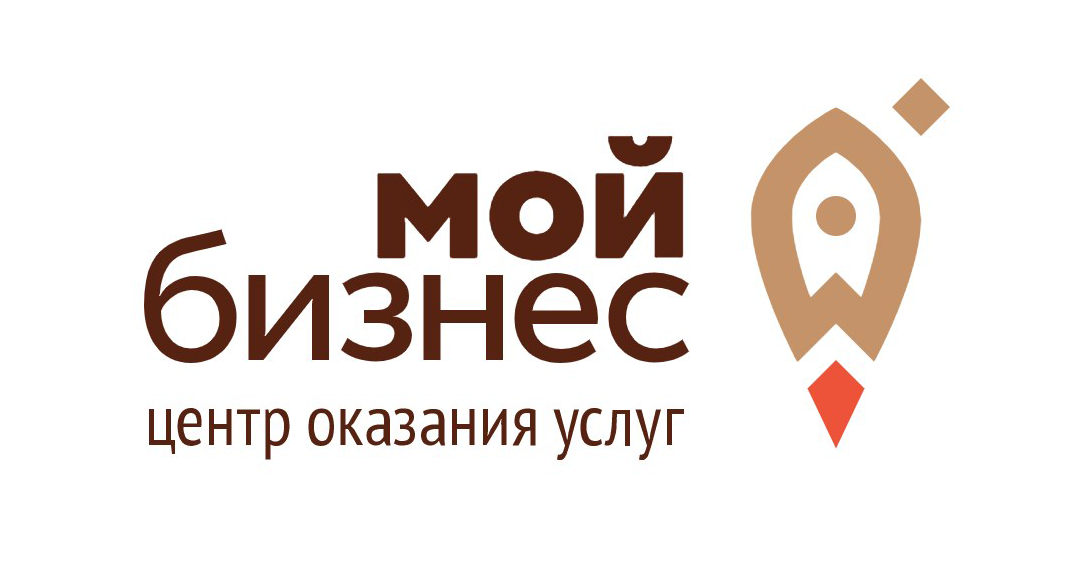 мой
бизнес
центр оказания услуг